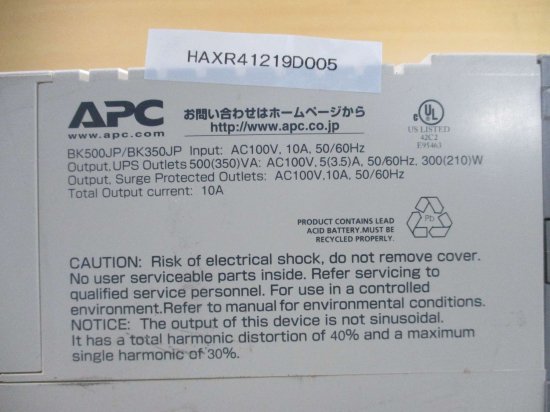 HAXR41219D005
APC
www.apc.com
お問い合わせはホームページから
http://www.apc.co.jp
UL
US LISTED
42C2
E95463
BK500JP/BK350JP Input: AC100V, 10A, 50/60Hz
Output,UPS Outlets 500(350)VA: AC100V, 5(3.5)A, 50/60Hz, 300(210)W
Output, Surge Protected Outlets: AC100V,10A, 50/60Hz
Total Output current: 10A
PRODUCT CONTAINS LEAD
ACID BATTERY.MUST BE
RECYCLED PROPERLY.
Pb
CAUTION: Risk of electrical shock, do not remove cover.
No user serviceable parts inside. Refer servicing to
qualified service personnel. For use in a controlled
environment.Refer to manual for environmental conditions.
NOTICE: The output of this device is not sinusoidal.
It has a total harmonic distortion of 40% and a maximum
single harmonic of 30%.